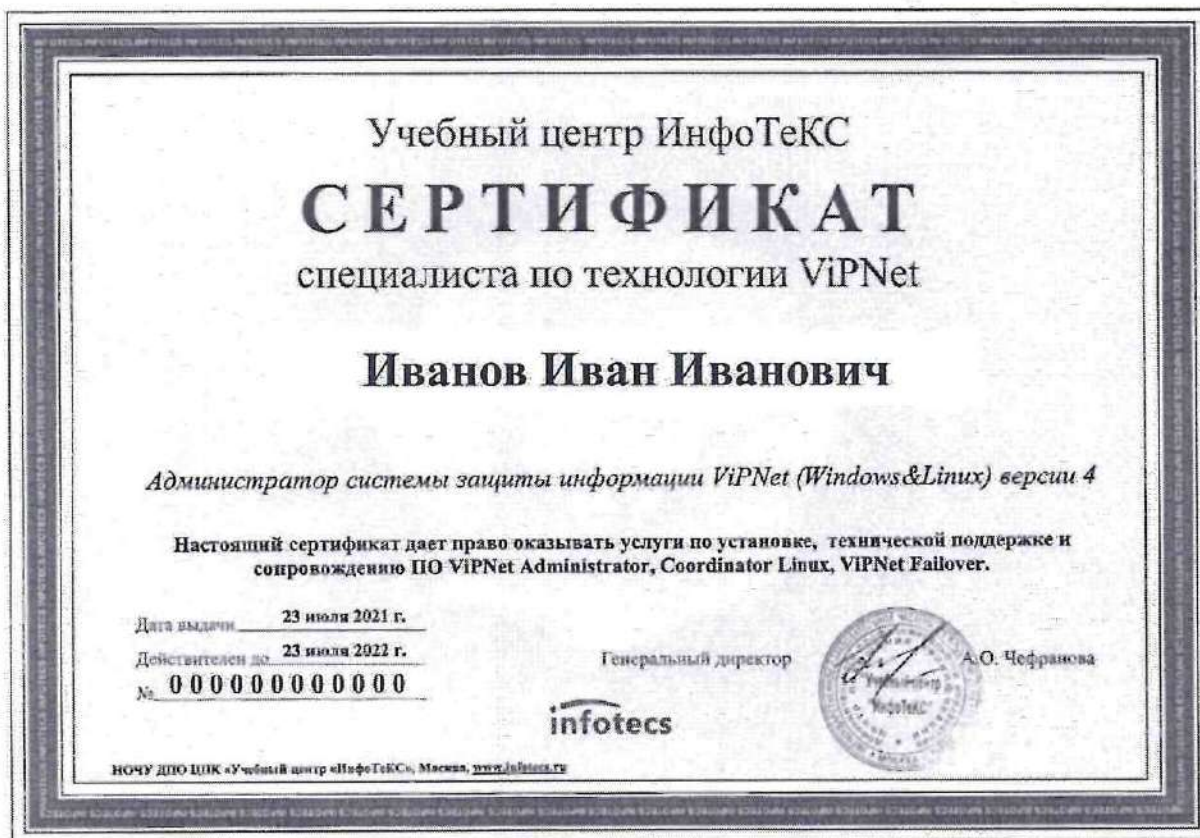 Учебный центр ИнфоТеКС
СЕРТИФИКАТ
специалиста по технологии ViPNet
Иванов Иван Иванович
Администратор системы защиты информации ViPNet (Windows&Linux) версии 4
Настоящий сертификат дает право оказывать услуги по установке, технической поддержке и
сопровождению ПО ViPNet Administrator, Coordinator Linux, ViPNet Failover.
Дата выдачи 23 июля 2021 г.
Действителен до 23 июля 2022 г.
№ 000000000000
Генеральный директор
А.О. Чефранова
Учебный центр
"ИнфоТеКС"
infotecs
НОЧУ ДПО ЦПК «Учебный центр «ИнфоТеКС», Москва, www.infotecs.ru